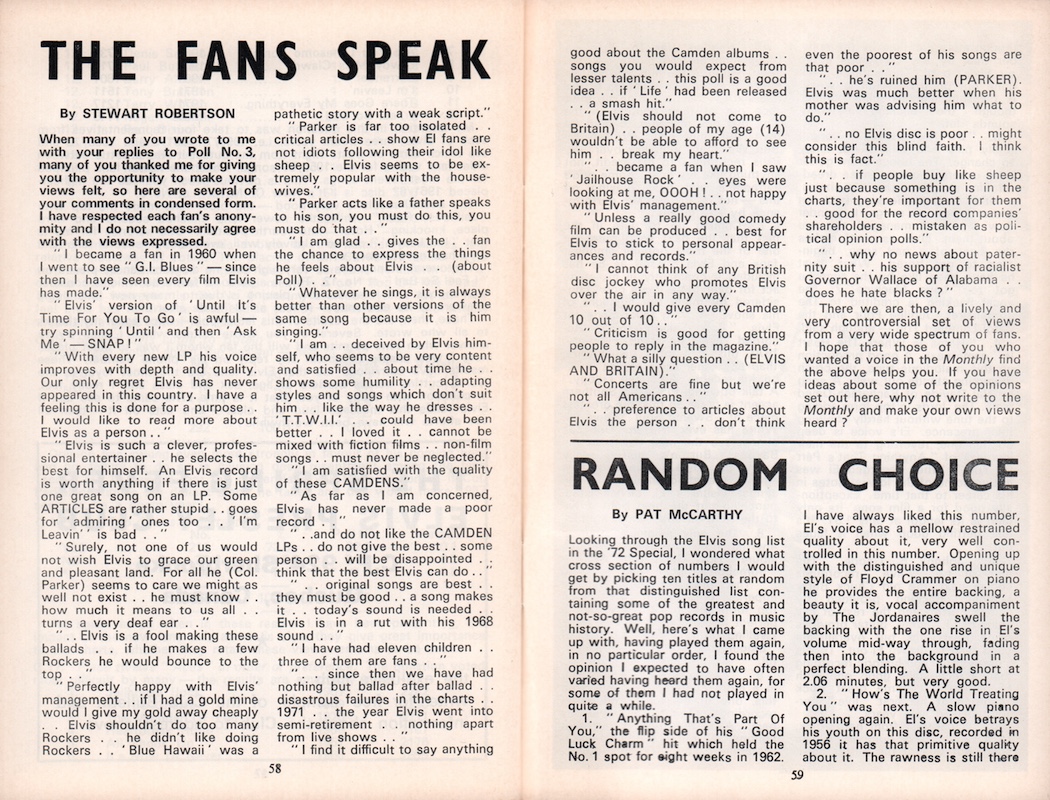 THE FANS SPEAK
By STEWART ROBERTSON
When many of you wrote to me
with your replies to Poll No. 3,
many of you thanked me for giving
you the opportunity to make your
views felt, so here are several of
your comments in condensed form.
I have respected each fan's anony-
mity and I do not necessarily agree
with the views expressed.
"I became a fan in 1960 when
I went to see "G.I. Blues" — since
then I have seen every film Elvis
has made."
"Elvis' version of 'Until It's
Time For You To Go' is awful —
try spinning 'Until' and then 'Ask
Me' — SNAP!"
"With every new LP his voice
improves with depth and quality.
Our only regret Elvis has never
appeared in this country. I have a
feeling this is done for a purpose . .
I would like to read more about
Elvis as a person . ."
"Elvis is such a clever, profes-
sional entertainer . . he selects the
best for himself. An Elvis record
is worth anything if there is just
one great song on an LP. Some
ARTICLES are rather stupid . . goes
for 'admiring' ones too . . 'I'm
Leavin'' is bad . ."
"Surely, not one of us would
not wish Elvis to grace our green
and pleasant land. For all he (Col.
Parker) seems to care we might as
well not exist . . he must know . .
how much it means to us all . .
turns a very deaf ear . ."
". . Elvis is a fool making these
ballads . . if he makes a few
Rockers he would bounce to the
top . ."
"Perfectly happy with Elvis'
management . . if I had a gold mine
would I give my gold away cheaply
. . Elvis shouldn't do too many
Rockers . . he didn't like doing
Rockers . . 'Blue Hawaii' was a
pathetic story with a weak script."
"Parker is far too isolated . .
critical articles . . show El fans are
not idiots following their idol like
sheep . . Elvis seems to be ex-
tremely popular with the house-
wives."
"Parker acts like a father speaks
to his son, you must do this, you
must do that . ."
"I am glad . . gives the . . fan
the chance to express the things
he feels about Elvis . . (about
Poll) . ."
"Whatever he sings, it is always
better than other versions of the
same song because it is him
singing."
"I am . . deceived by Elvis him-
self, who seems to be very content
and satisfied . . about time he . .
shows some humility . . adapting
styles and songs which don't suit
him . . like the way he dresses . .
'T.T.W.I.I.' . . could have been
better . . I loved it . . cannot be
mixed with fiction films . . non-film
songs . . must never be neglected."
"I am satisfied with the quality
of these CAMDENS."
"As far as I am concerned,
Elvis has never made a poor
record . ."
". .and do not like the CAMDEN
LPs . . do not give the best . . some
person . . will be disappointed . .
think that the best Elvis can do . ."
". . original songs are best . .
they must be good . . a song makes
it . . today's sound is needed . .
Elvis is in a rut with his 1968
sound . ."
"I have had eleven children . .
three of them are fans . ."
". . since then we have had
nothing but ballad after ballad . .
disastrous failures in the charts . .
1971 . . the year Elvis went into
semi-retirement . . nothing apart
from live shows . ."
"I find it difficult to say anything
58
good about the Camden albums . .
songs you would expect from
lesser talents . . this poll is a good
idea . . if 'Life' had been released
. . a smash hit."
"(Elvis should not come to
Britain) . . people of my age (14)
wouldn't be able to afford to see
him . . break my heart."
". . became a fan when I saw
'Jailhouse Rock' . . eyes were
looking at me, OOOH! . . not happy
with Elvis' management."
"Unless a really good comedy
film can be produced . . best for
Elvis to stick to personal appear-
ances and records."
"I cannot think of any British
disc jockey who promotes Elvis
over the air in any way."
". . I would give every Camden
10 out of 10 . ."
"Criticism is good for getting
people to reply in the magazine."
"What a silly question . . (ELVIS
AND BRITAIN)."
"Concerts are fine but we're
not all Americans . ."
". . preference to articles about
Elvis the person . . don't think
even the poorest of his songs are
that poor . ."
". . he's ruined him (PARKER).
Elvis was much better when his
mother was advising him what to
do."
". . no Elvis disc is poor . . might
consider this blind faith. I think
this is fact."
". . if people buy like sheep
just because something is in the
charts, they're important for them
. . good for the record companies'
shareholders . . mistaken as poli-
tical opinion polls."
". . why no news about pater-
nity suit . . his support of racialist
Governor Wallace of Alabama . .
does he hate blacks?"
There we are then, a lively and
very controversial set of views
from a very wide spectrum of fans.
I hope that those of you who
wanted a voice in the Monthly find
the above helps you. If you have
ideas about some of the opinions
set out here, why not write to the
Monthly and make your own views
heard?
RANDOM CHOICE
By PAT McCARTHY
Looking through the Elvis song list
in the '72 Special, I wondered what
cross section of numbers I would
get by picking ten titles at random
from that distinguished list con-
taining some of the greatest and
not-so-great pop records in music
history. Well, here's what I came
up with, having played them again,
in no particular order, I found the
opinion I expected to have often
varied having heard them again, for
some of them I had not played in
quite a while.
1. "Anything That's Part Of
You," the flip side of his "Good
Luck Charm" hit which held the
No. 1 spot for eight weeks in 1962.
I have always liked this number,
El's voice has a mellow restrained
quality about it, very well con-
trolled in this number. Opening up
with the distinguished and unique
style of Floyd Crammer on piano
he provides the entire backing, a
beauty it is, vocal accompaniment
by The Jordanaires swell the
backing with the one rise in El's
volume mid-way through, fading
then into the background in a
perfect blending. A little short at
2.06 minutes, but very good.
2. "How's The World Treating
You" was next. A slow piano
opening again. El's voice betrays
his youth on this disc, recorded in
1956 it has that primitive quality
about it. The rawness is still there
59